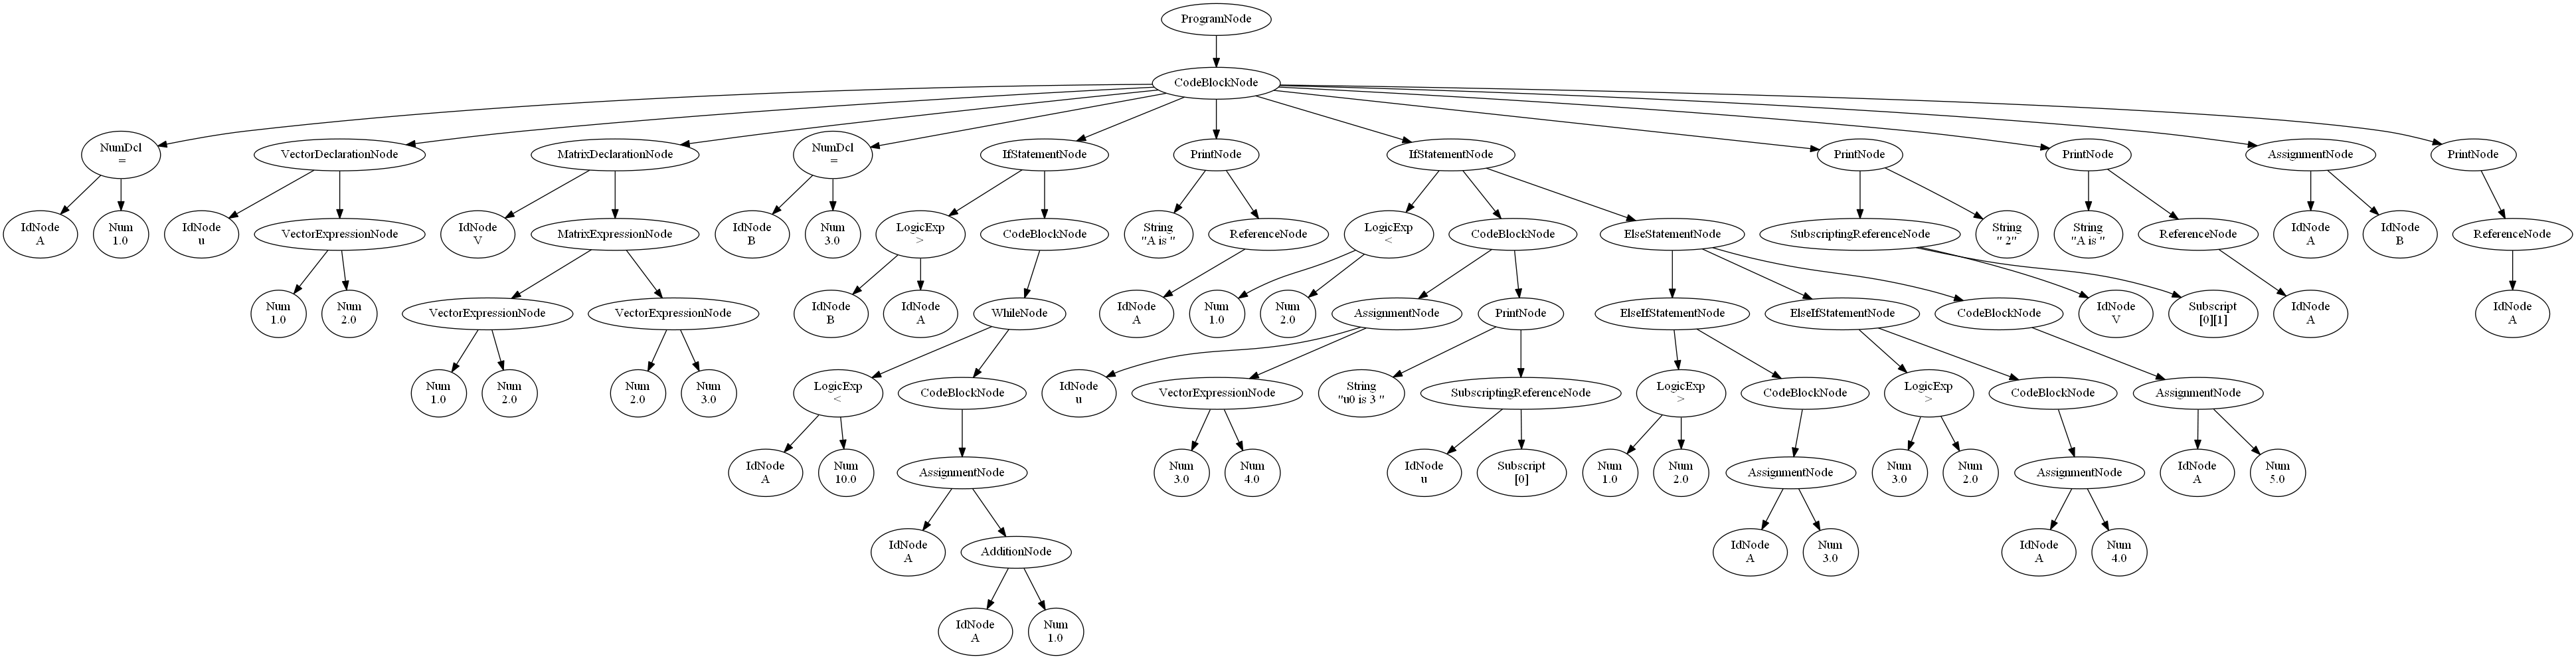 ProgramNode
CodeBlockNode
NumDcl
=
VectorDeclarationNode
MatrixDeclarationNode
NumDcl
=
IfStatementNode
PrintNode
IfStatementNode
PrintNode
PrintNode
AssignmentNode
PrintNode
IdNode
A
Num
1.0
IdNode
u
VectorExpressionNode
IdNode
V
MatrixExpressionNode
IdNode
B
Num
3.0
LogicExp
>
CodeBlockNode
String
"A is "
ReferenceNode
LogicExp
<
CodeBlockNode
ElseStatementNode
SubscriptingReferenceNode
String
" 2"
String
"A is "
ReferenceNode
IdNode
A
IdNode
B
ReferenceNode
Num
1.0
Num
2.0
VectorExpressionNode
VectorExpressionNode
IdNode
B
IdNode
A
WhileNode
IdNode
A
Num
1.0
Num
2.0
AssignmentNode
PrintNode
ElseIfStatementNode
ElseIfStatementNode
CodeBlockNode
IdNode
V
Subscript
[0][1]
IdNode
A
IdNode
A
Num
1.0
Num
2.0
Num
2.0
Num
3.0
LogicExp
<
CodeBlockNode
IdNode
u
VectorExpressionNode
String
"u0 is 3 "
SubscriptingReferenceNode
LogicExp
>
CodeBlockNode
LogicExp
>
CodeBlockNode
AssignmentNode
IdNode
A
Num
10.0
AssignmentNode
Num
3.0
Num
4.0
IdNode
u
Subscript
[0]
Num
1.0
Num
2.0
AssignmentNode
Num
3.0
Num
2.0
AssignmentNode
IdNode
A
Num
5.0
IdNode
A
AdditionNode
IdNode
A
Num
3.0
IdNode
A
Num
4.0
IdNode
A
Num
1.0